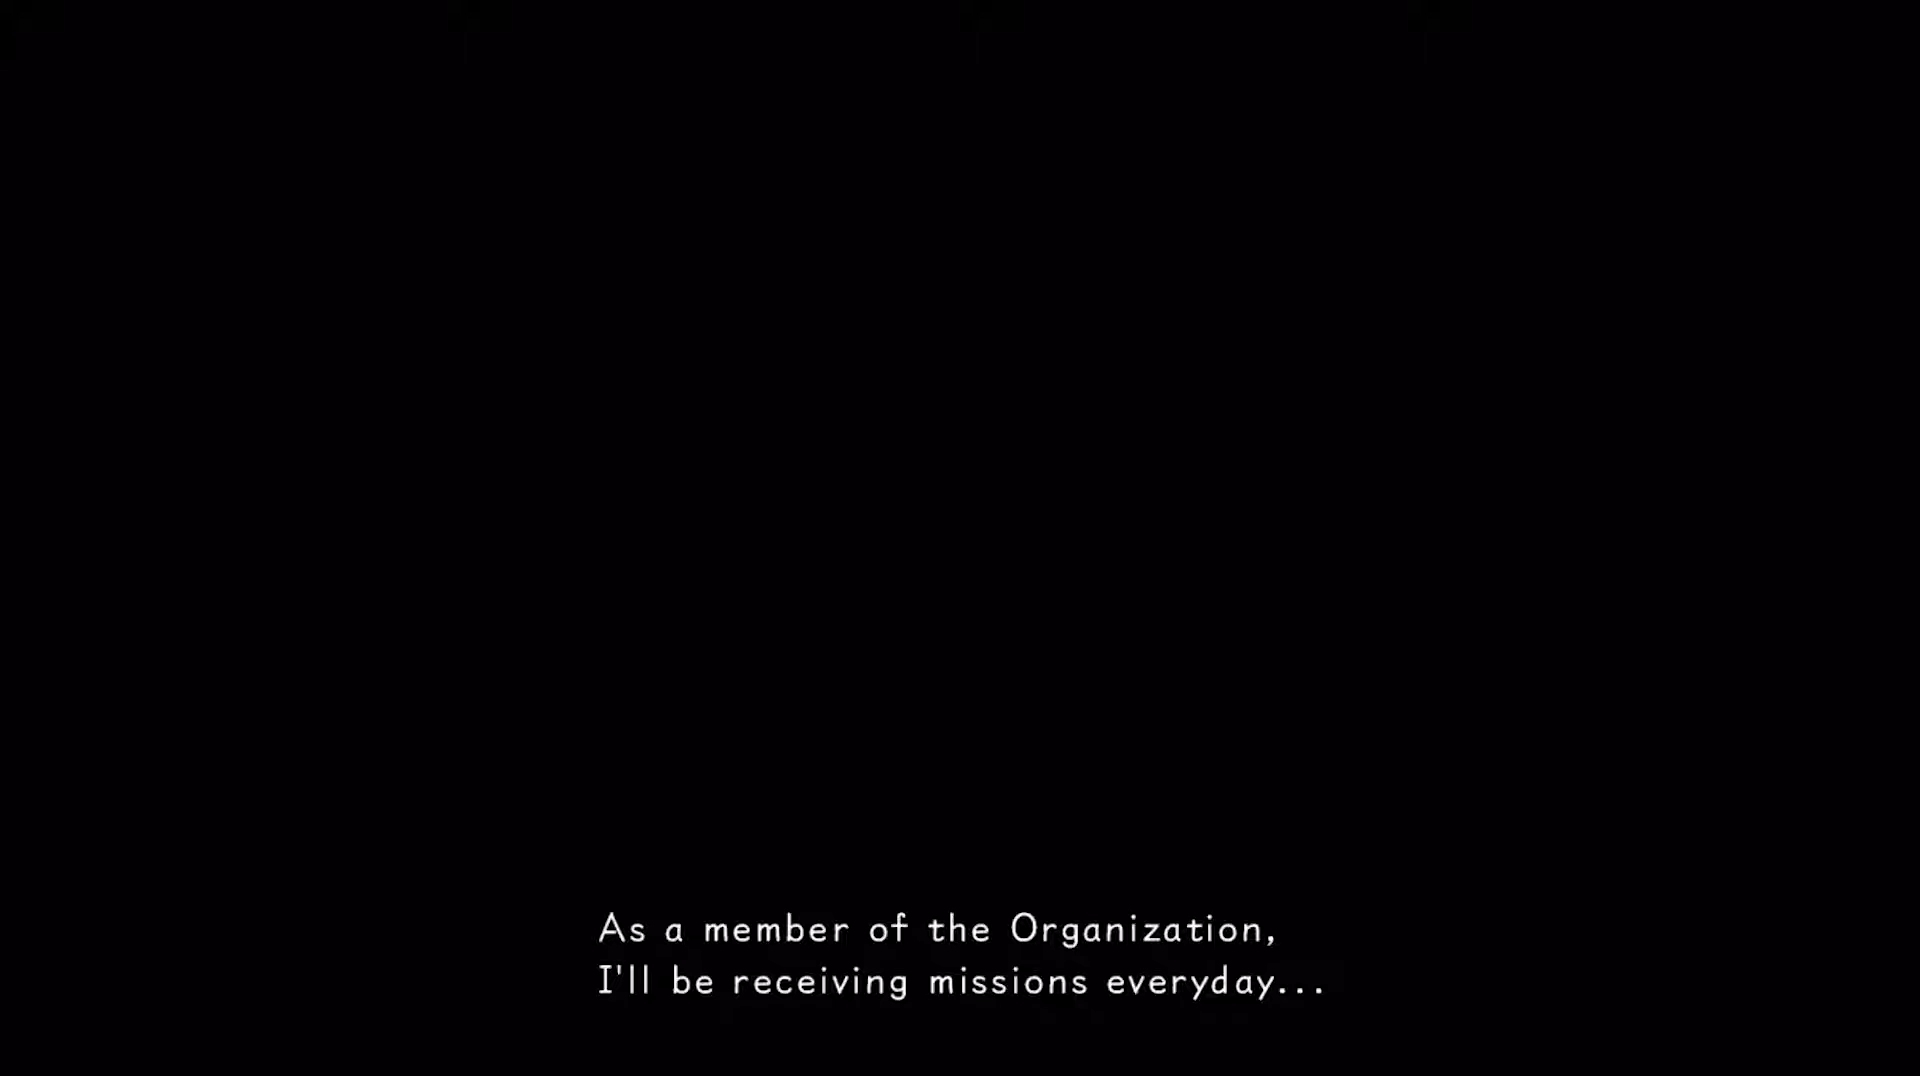 As a member of the Organization,
I'll be receiving missions everyday...